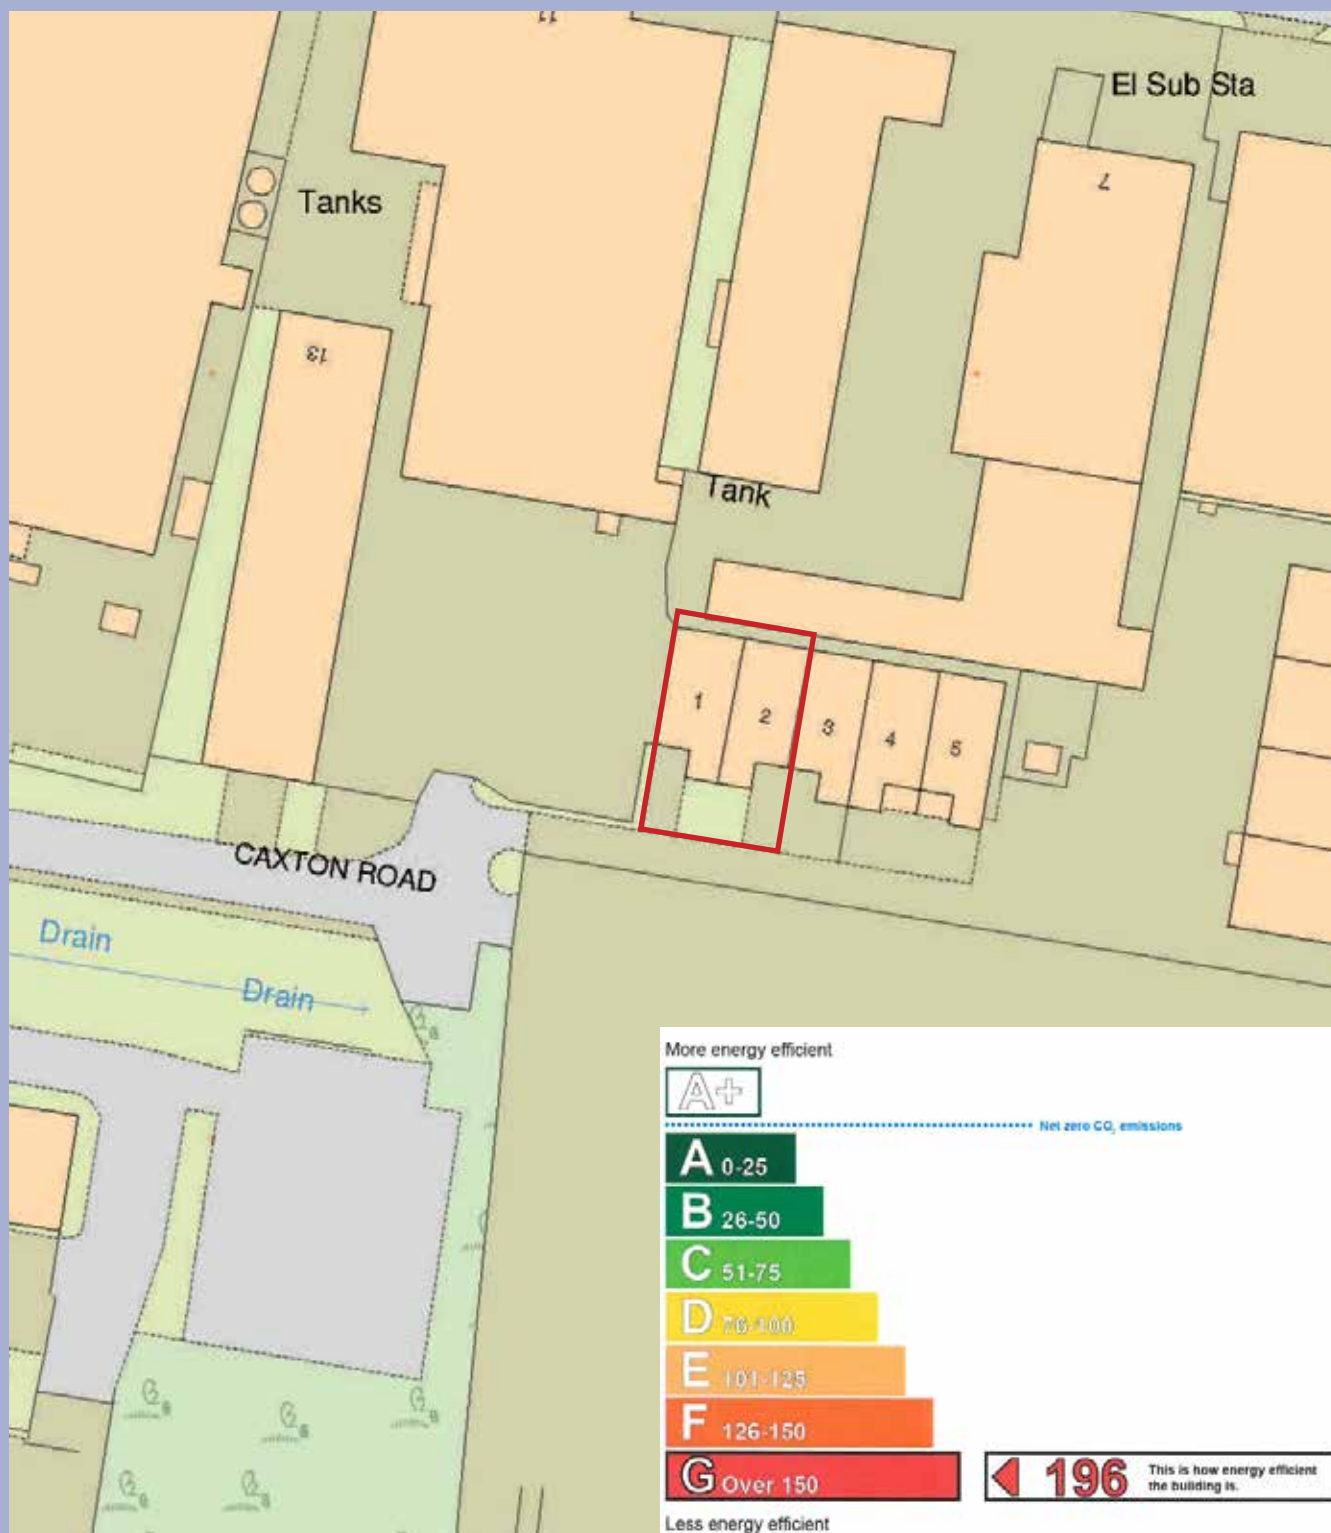 11
El Sub Sta
7
Tanks
13
Tank
1
2
3
4
5
CAXTON ROAD
Drain
Drain
More energy efficient
A+
Net zero CO2 emissions
A 0-25
B 26-50
C 51-75
D 76-100
E 101-125
F 126-150
G Over 150
196
This is how energy efficient
the building is.
Less energy efficient